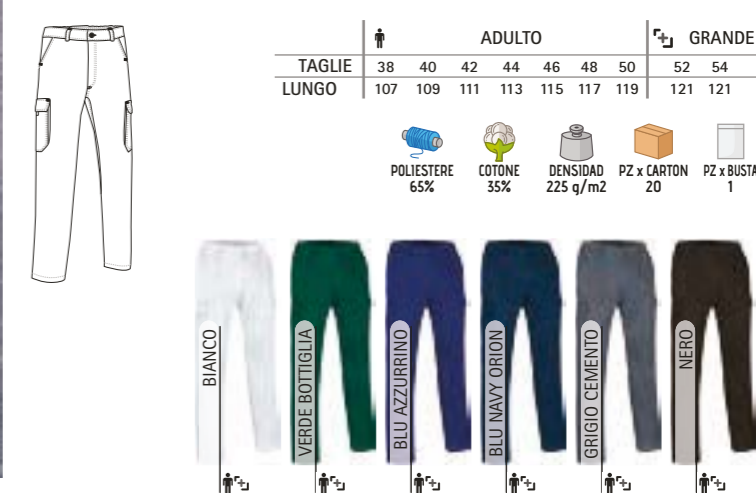 ADULTO GRANDE
TAGLIE 38 40 42 44 46 48 50 52 54
LUNGO 107 109 111 113 115 117 119 121 121
POLIESTERE COTONE DENSIDAD PZ x CARTON PZ x BUSTA
65% 35% 225 g/m2 20 1
BIANCO
VERDE BOTTIGLIA
BLU AZZURRINO
BLU NAVY ORION
GRIGIO CEMENTO
NERO